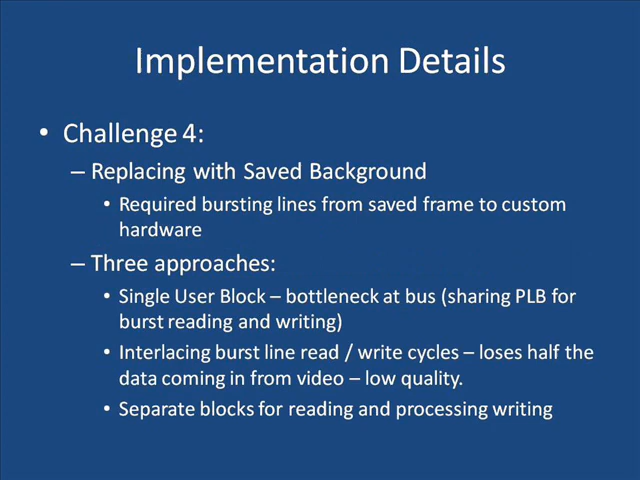 Implementation Details
• Challenge 4:
– Replacing with Saved Background
• Required bursting lines from saved frame to custom
hardware
– Three approaches:
• Single User Block – bottleneck at bus (sharing PLB for
burst reading and writing)
• Interlacing burst line read / write cycles – loses half the
data coming in from video – low quality.
• Separate blocks for reading and processing writing